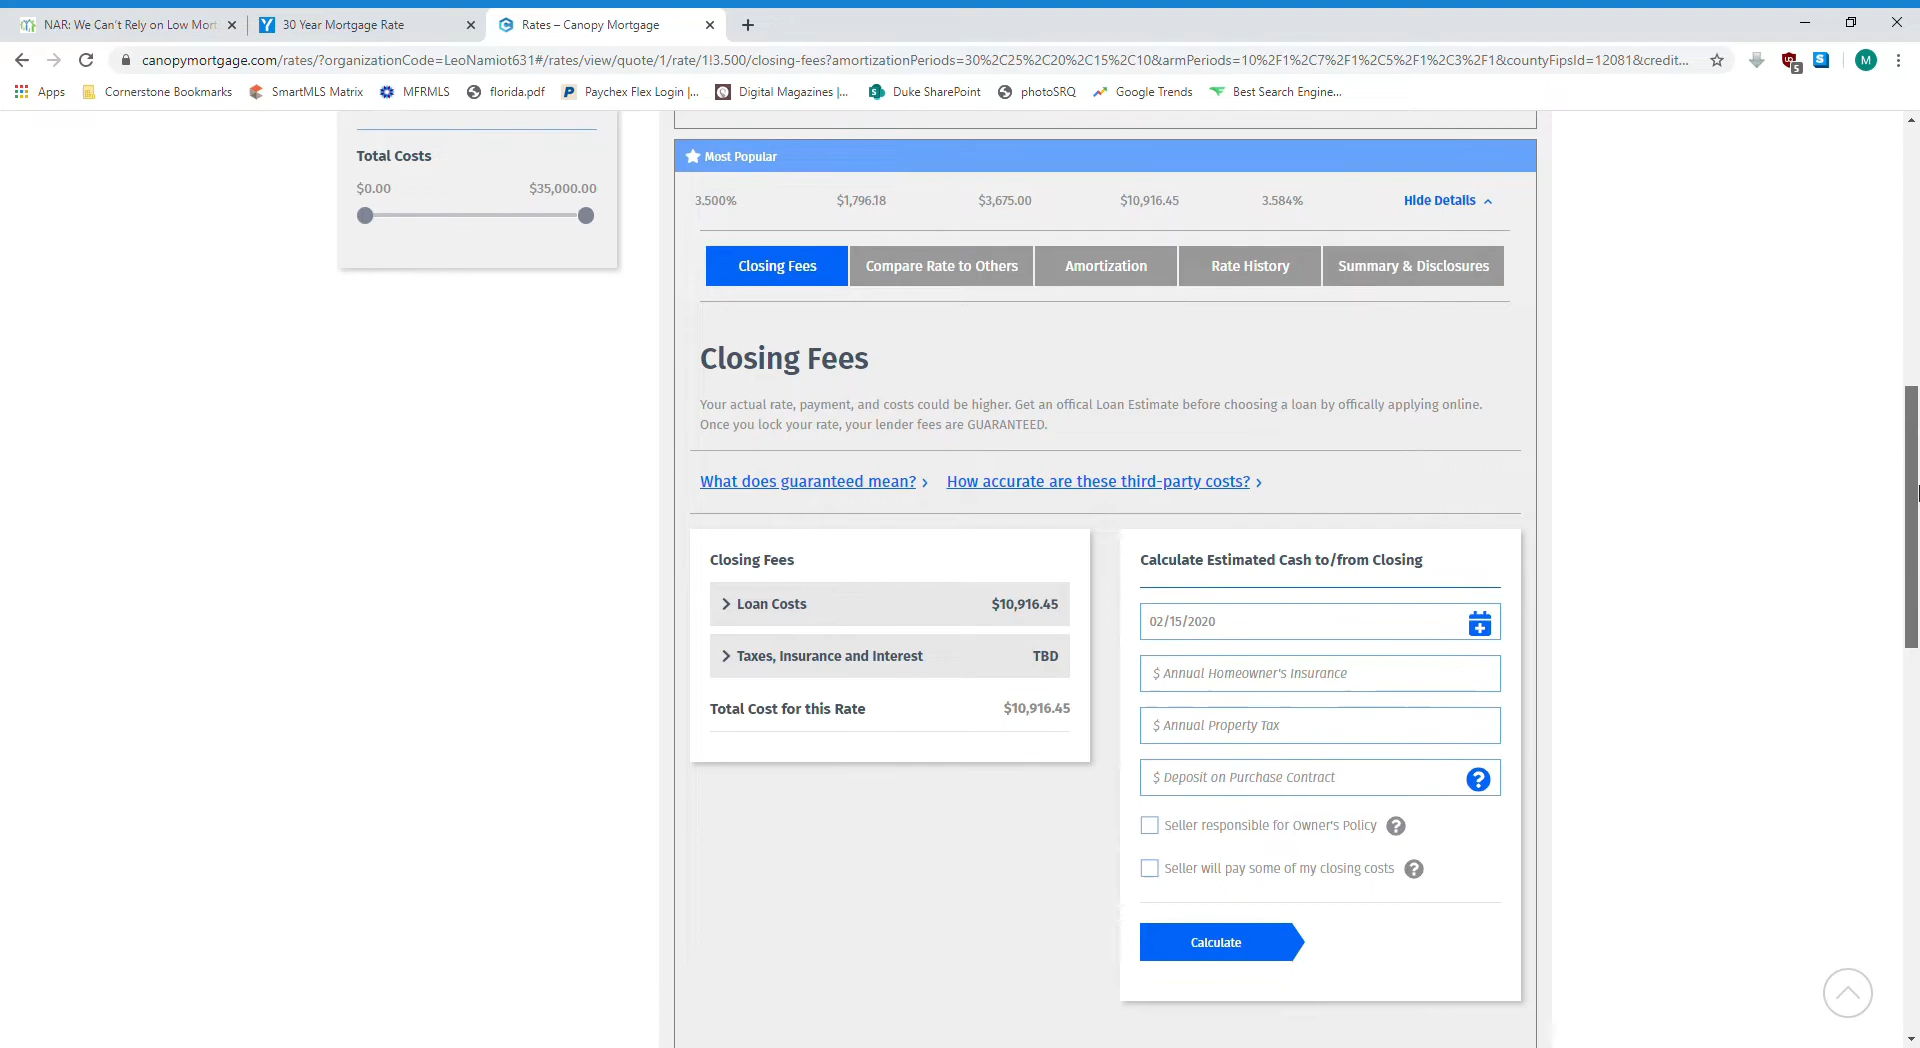 NAR: We Can't Rely on Low Mort
30 Year Mortgage Rate
Rates – Canopy Mortgage
canopymortgage.com/rates/?organizationCode=LeoNamiot631#/rates/view/quote/1/rate/1!3.500/closing-fees?amortizationPeriods=30%2C25%2C20%2C15%2C10&armPeriods=10%2F1%2C7%2F1%2C5%2F1%2C3%2F1&countyFipsId=12081&credit...
5
M
Apps
Cornerstone Bookmarks
SmartMLS Matrix
MFRMLS
florida.pdf
Paychex Flex Login |...
Digital Magazines |...
Duke SharePoint
photoSRQ
Google Trends
Best Search Engine...
Total Costs
$0.00 $35,000.00
Most Popular
3.500% $1,796.18 $3,675.00 $10,916.45 3.584% Hide Details
Closing Fees Compare Rate to Others Amortization Rate History Summary & Disclosures
Closing Fees
Your actual rate, payment, and costs could be higher. Get an offical Loan Estimate before choosing a loan by offically applying online.
Once you lock your rate, your lender fees are GUARANTEED.
What does guaranteed mean? › How accurate are these third-party costs? ›
Closing Fees
Loan Costs $10,916.45
Taxes, Insurance and Interest TBD
Total Cost for this Rate $10,916.45
Calculate Estimated Cash to/from Closing
02/15/2020
$ Annual Homeowner's Insurance
$ Annual Property Tax
$ Deposit on Purchase Contract ?
Seller responsible for Owner's Policy ?
Seller will pay some of my closing costs ?
Calculate